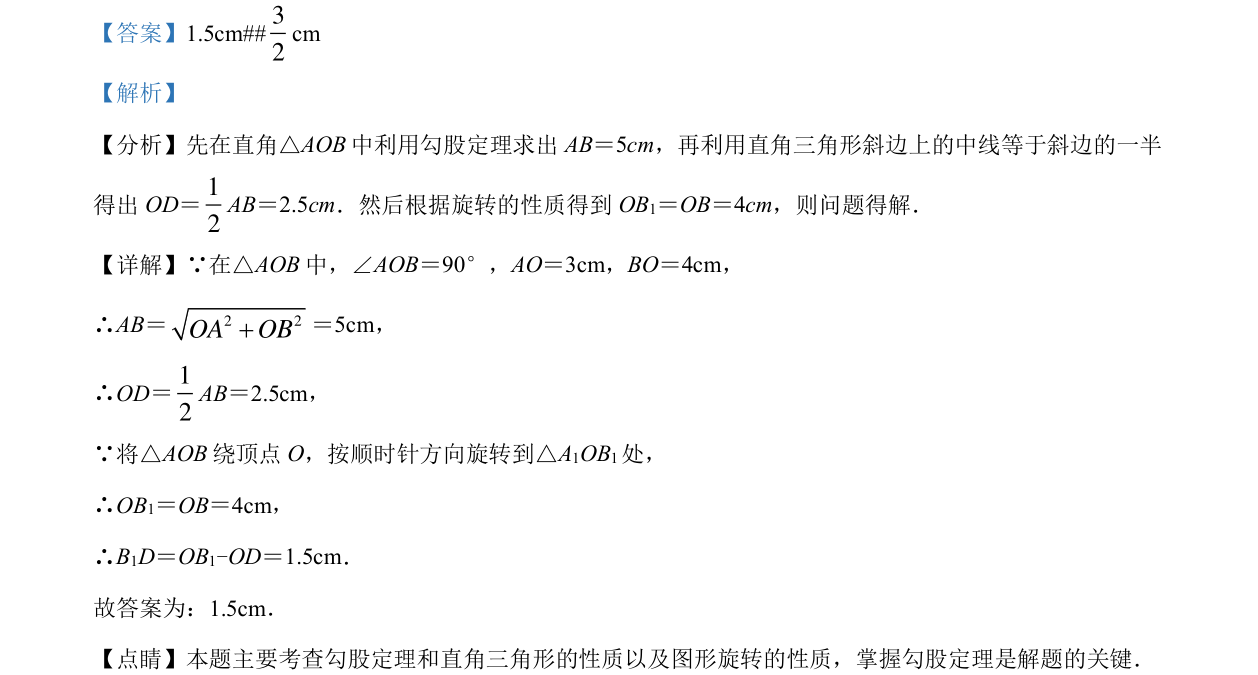 【答案】1.5cm##3/2 cm
【解析】
【分析】先在直角△AOB中利用勾股定理求出AB＝5cm，再利用直角三角形斜边上的中线等于斜边的一半
得出OD＝1/2 AB＝2.5cm．然后根据旋转的性质得到OB₁＝OB＝4cm，则问题得解．
【详解】∵在△AOB中，∠AOB＝90°，AO＝3cm，BO＝4cm，
∴AB＝√(OA²+OB²)＝5cm，
∴OD＝1/2 AB＝2.5cm，
∵将△AOB绕顶点O，按顺时针方向旋转到△A₁OB₁处，
∴OB₁＝OB＝4cm，
∴B₁D＝OB₁-OD＝1.5cm．
故答案为：1.5cm．
【点睛】本题主要考查勾股定理和直角三角形的性质以及图形旋转的性质，掌握勾股定理是解题的关键．